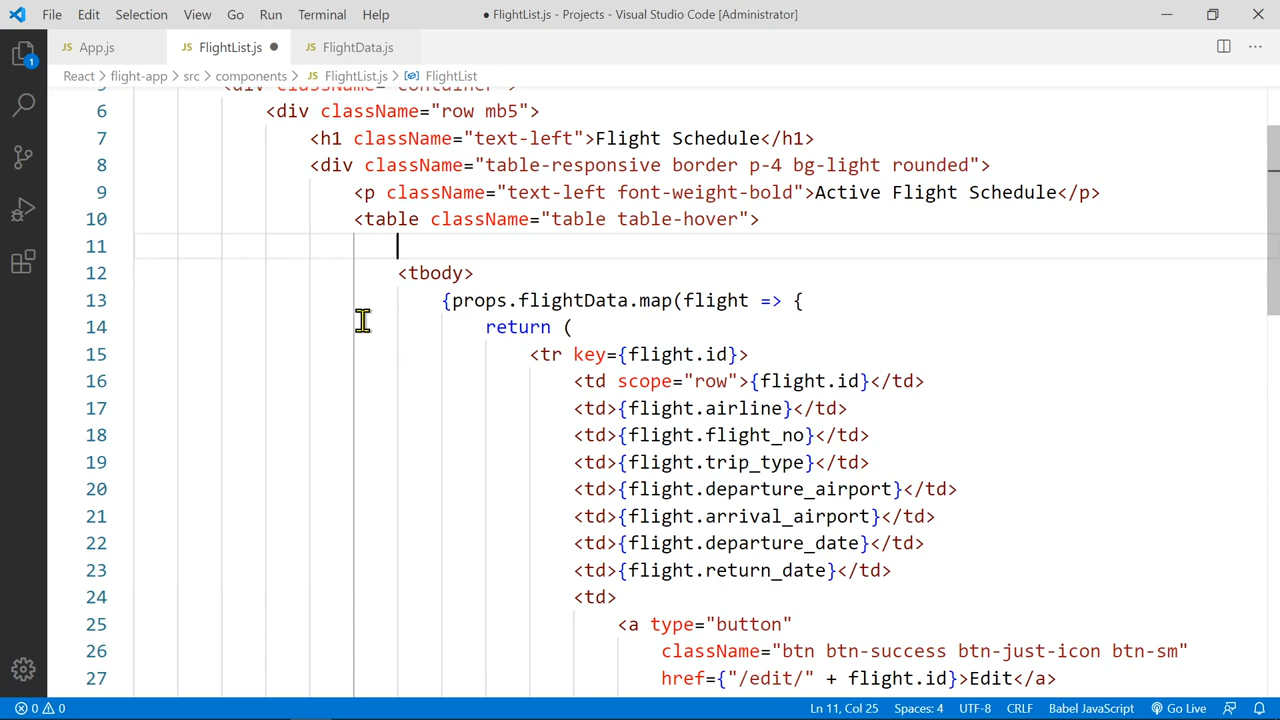 File Edit Selection View Go Run Terminal Help ● FlightList.js - Projects - Visual Studio Code [Administrator]
JS App.js JS FlightList.js ● JS FlightData.js
React > flight-app > src > components > JS FlightList.js > FlightList
1
<div className="container">
6 <div className="row mb5">
7 <h1 className="text-left">Flight Schedule</h1>
8 <div className="table-responsive border p-4 bg-light rounded">
9 <p className="text-left font-weight-bold">Active Flight Schedule</p>
10 <table className="table table-hover">
11
12 <tbody>
13 {props.flightData.map(flight => {
14 return (
15 <tr key={flight.id}>
16 <td scope="row">{flight.id}</td>
17 <td>{flight.airline}</td>
18 <td>{flight.flight_no}</td>
19 <td>{flight.trip_type}</td>
20 <td>{flight.departure_airport}</td>
21 <td>{flight.arrival_airport}</td>
22 <td>{flight.departure_date}</td>
23 <td>{flight.return_date}</td>
24 <td>
25 <a type="button"
26 className="btn btn-success btn-just-icon btn-sm"
27 href={"/edit/" + flight.id}>Edit</a>
0 0 Ln 11, Col 25 Spaces: 4 UTF-8 CRLF Babel JavaScript Go Live